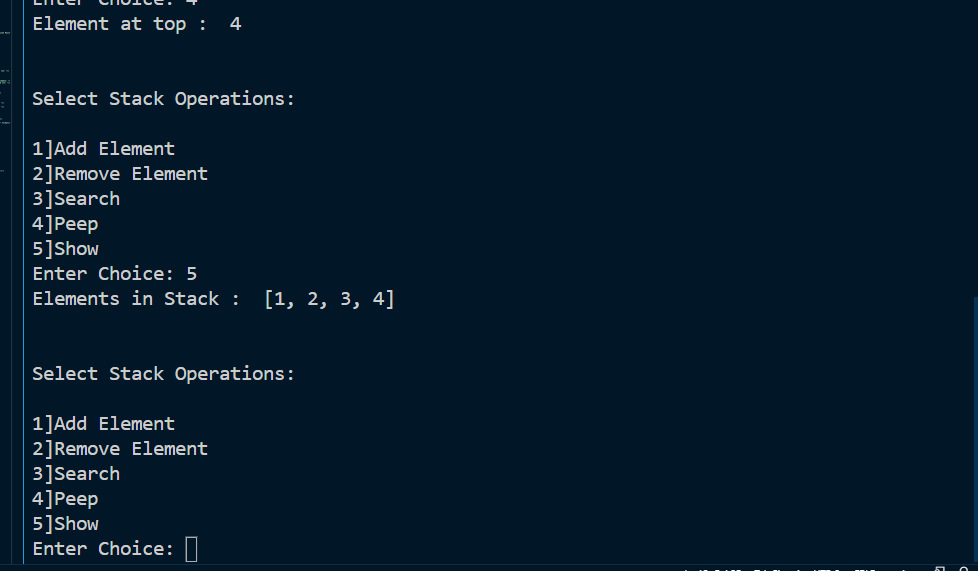 Enter Choice: 4
Element at top :  4
Select Stack Operations:
1]Add Element
2]Remove Element
3]Search
4]Peep
5]Show
Enter Choice: 5
Elements in Stack :  [1, 2, 3, 4]
Select Stack Operations:
1]Add Element
2]Remove Element
3]Search
4]Peep
5]Show
Enter Choice: